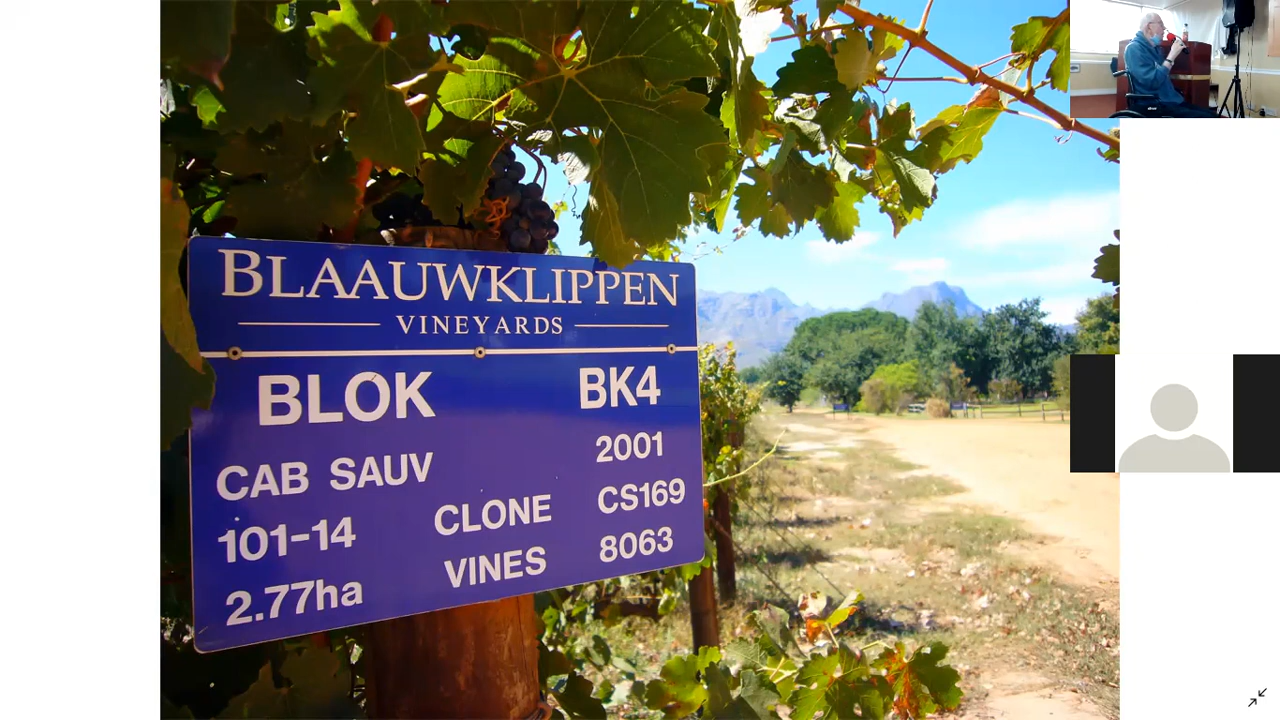 BLAAUWKLIPPEN
VINEYARDS
BLOK BK4
2001
CAB SAUV
CLONE CS169
101-14
VINES 8063
2.77ha